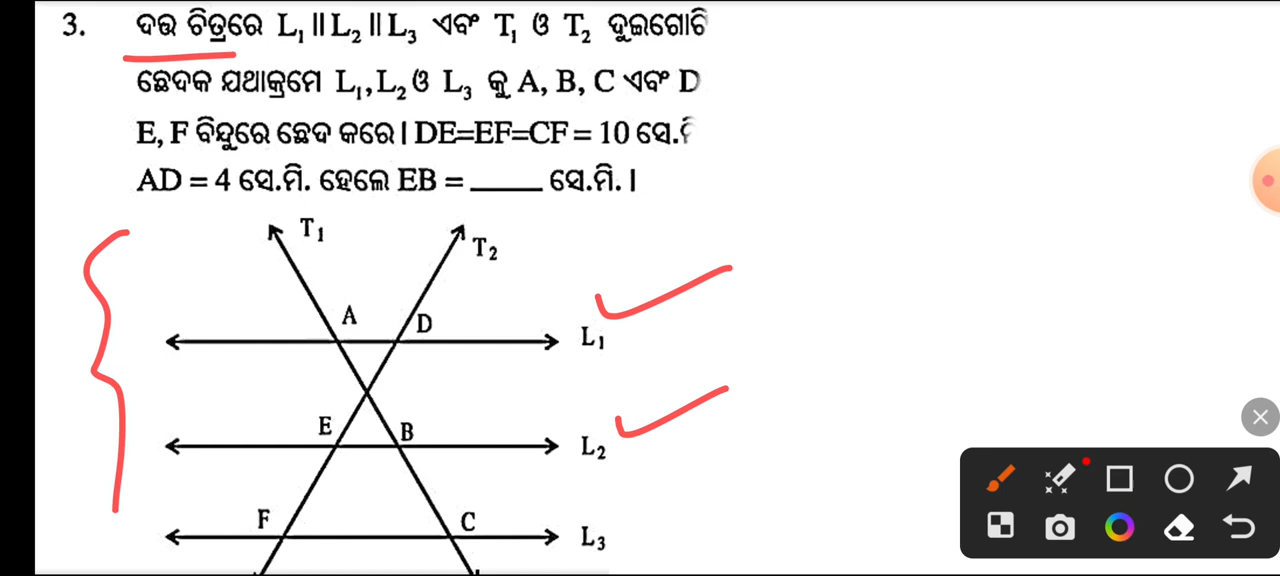 3. ଦତ୍ତ ଚିତ୍ରରେ L₁ || L₂ || L₃ ଏବଂ T₁ ଓ T₂ ଦୁଇଗୋଟି
ଛେଦକ ଯଥାକ୍ରମେ L₁, L₂ ଓ L₃ କୁ A, B, C ଏବଂ D
E, F ବିନ୍ଦୁରେ ଛେଦ କରେ। DE=EF=CF = 10 ସେ.
AD = 4 ସେ.ମି. ହେଲେ EB = _____ ସେ.ମି.।
T₁
T₂
A D
L₁
E B
L₂
F C
L₃